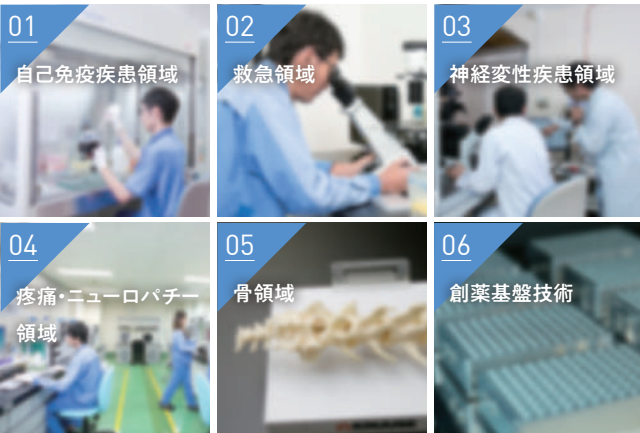 01
自己免疫疾患領域
02
救急領域
03
神経変性疾患領域
04
疼痛・ニューロパチー
領域
05
骨領域
06
創薬基盤技術